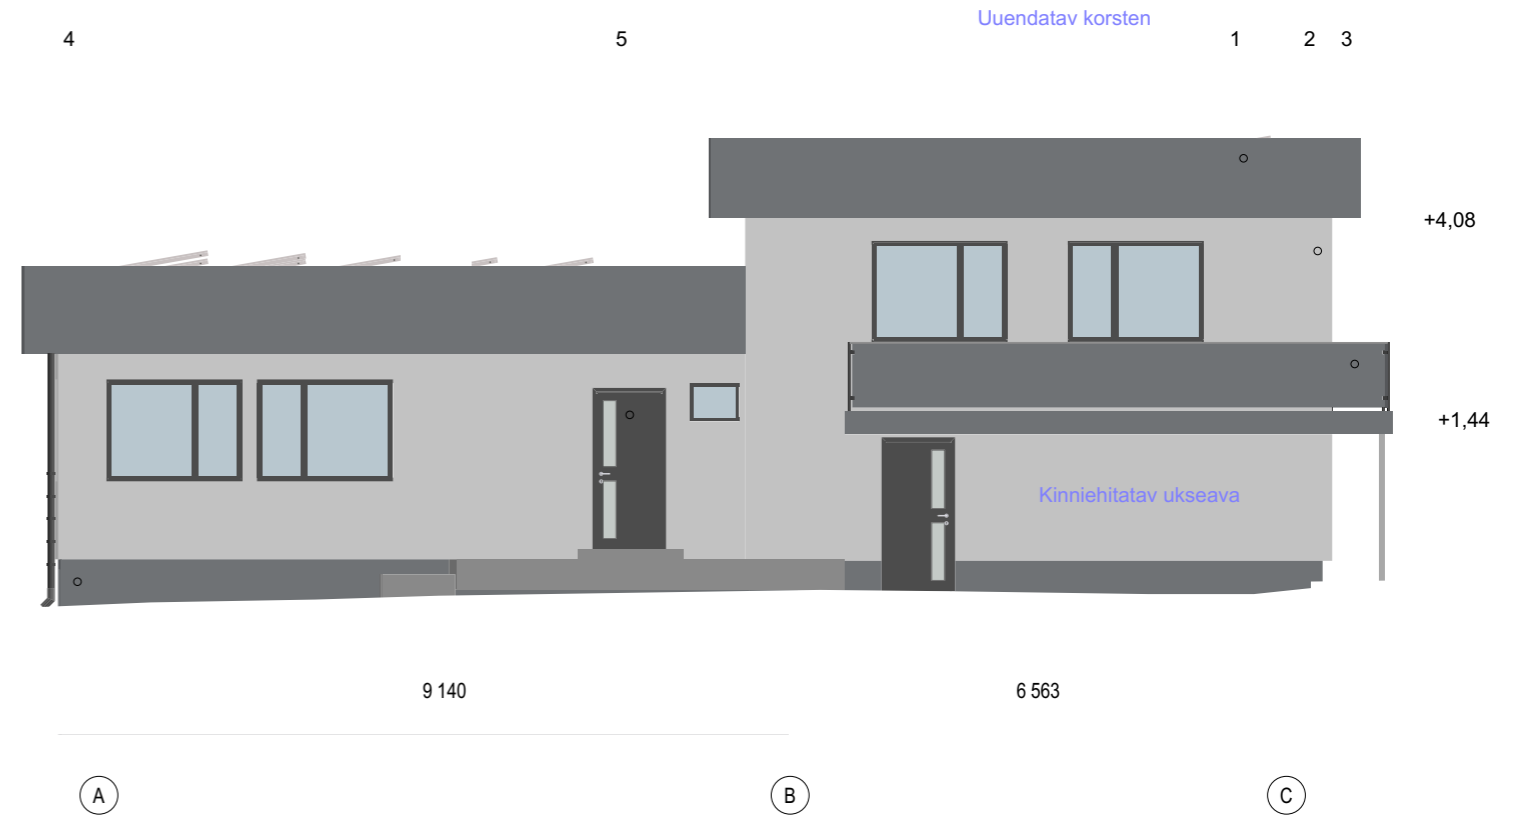 Uuendatav korsten
4 5 1 2 3
+4,08
+1,44
Kinniehitatav ukseava
9 140 6 563
A B C